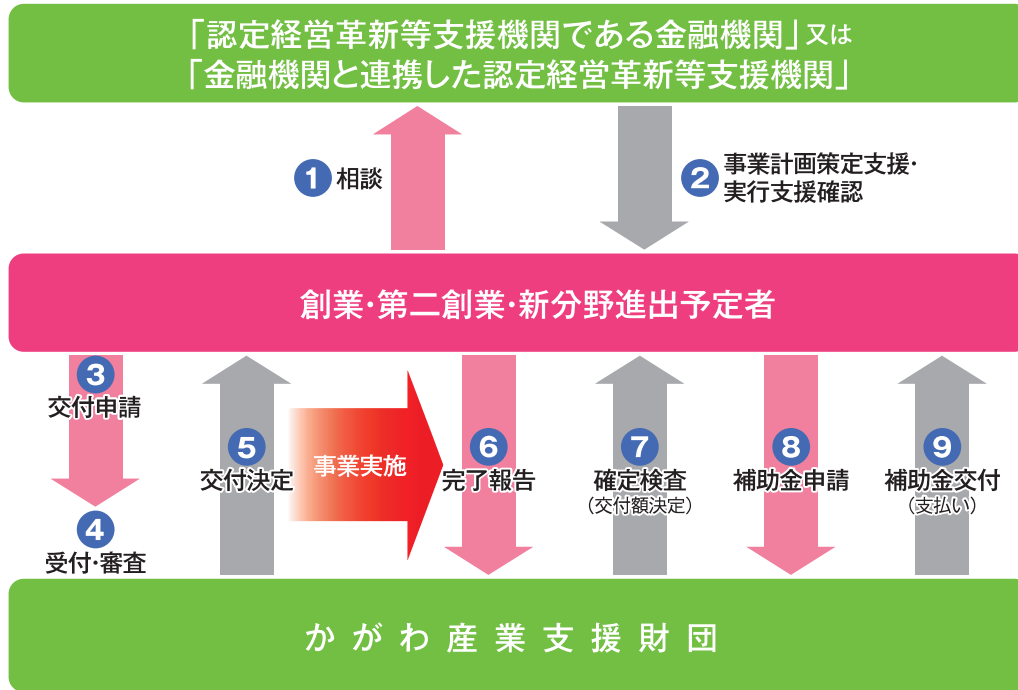 「認定経営革新等支援機関である金融機関」又は
「金融機関と連携した認定経営革新等支援機関」
1 相談
2 事業計画策定支援・
実行支援確認
創業・第二創業・新分野進出予定者
3
交付申請
4
受付・審査
5
交付決定
事業実施
6
完了報告
7
確定検査
(交付額決定)
8
補助金申請
9
補助金交付
(支払い)
かがわ産業支援財団